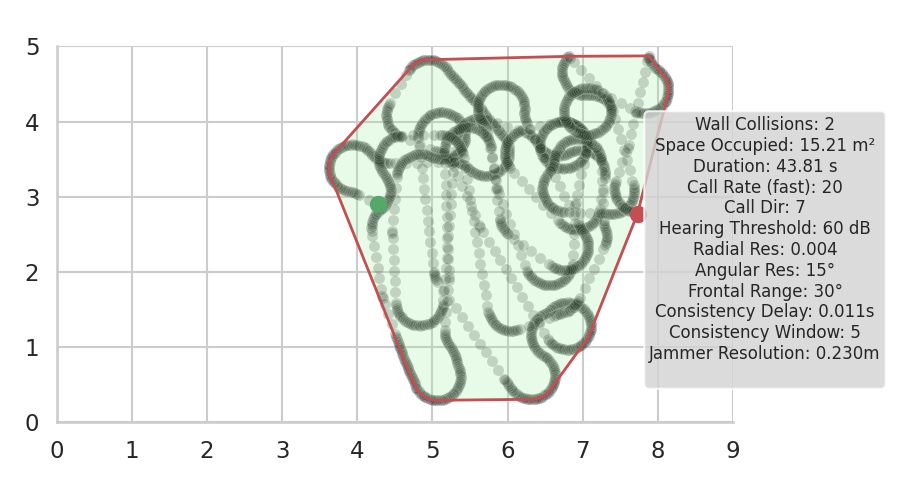 5
4
3
2
1
0
0 1 2 3 4 5 6 7 8 9
Wall Collisions: 2
Space Occupied: 15.21 m²
Duration: 43.81 s
Call Rate (fast): 20
Call Dir: 7
Hearing Threshold: 60 dB
Radial Res: 0.004
Angular Res: 15°
Frontal Range: 30°
Consistency Delay: 0.011s
Consistency Window: 5
Jammer Resolution: 0.230m